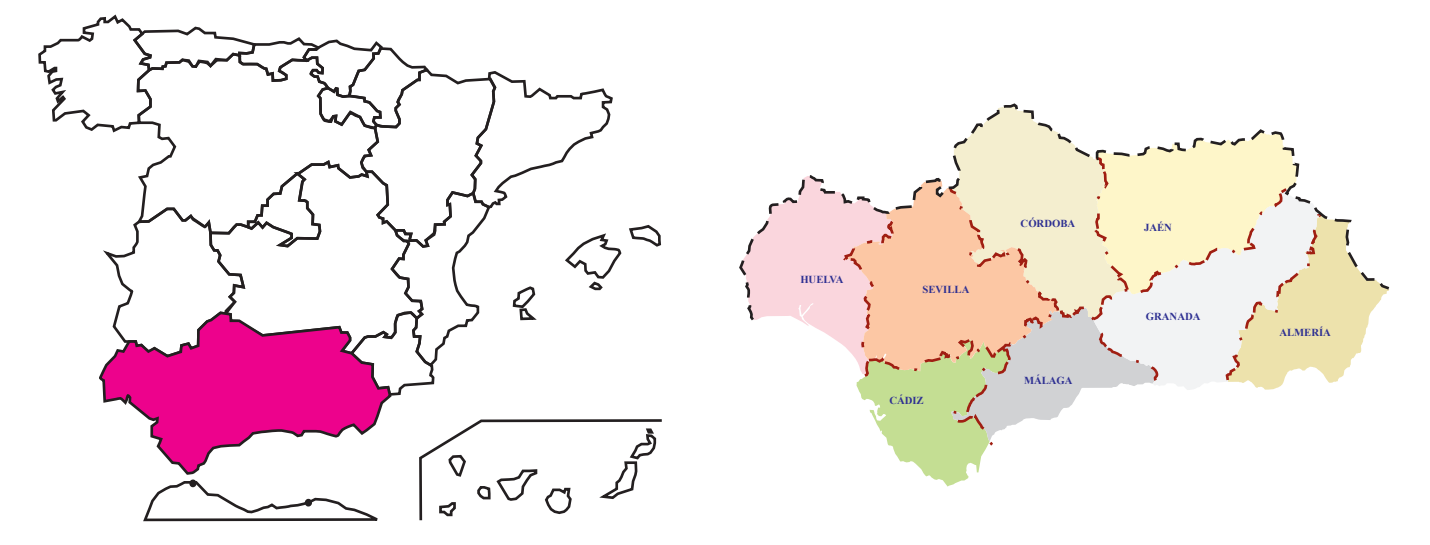 CÓRDOBA
JAÉN
HUELVA
SEVILLA
GRANADA
ALMERÍA
MÁLAGA
CÁDIZ